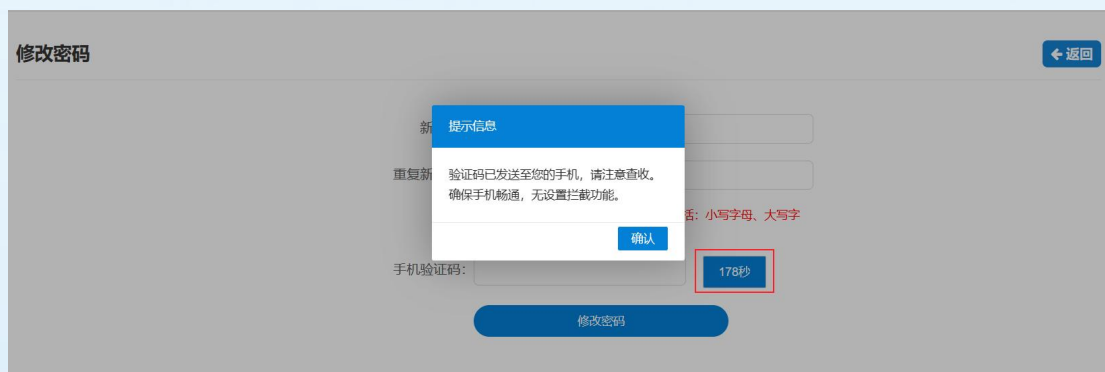 修改密码
返回
新
提示信息
重复新
验证码已发送至您的手机，请注意查收。
确保手机畅通，无设置拦截功能。
括：小写字母、大写字
确认
手机验证码：
178秒
修改密码